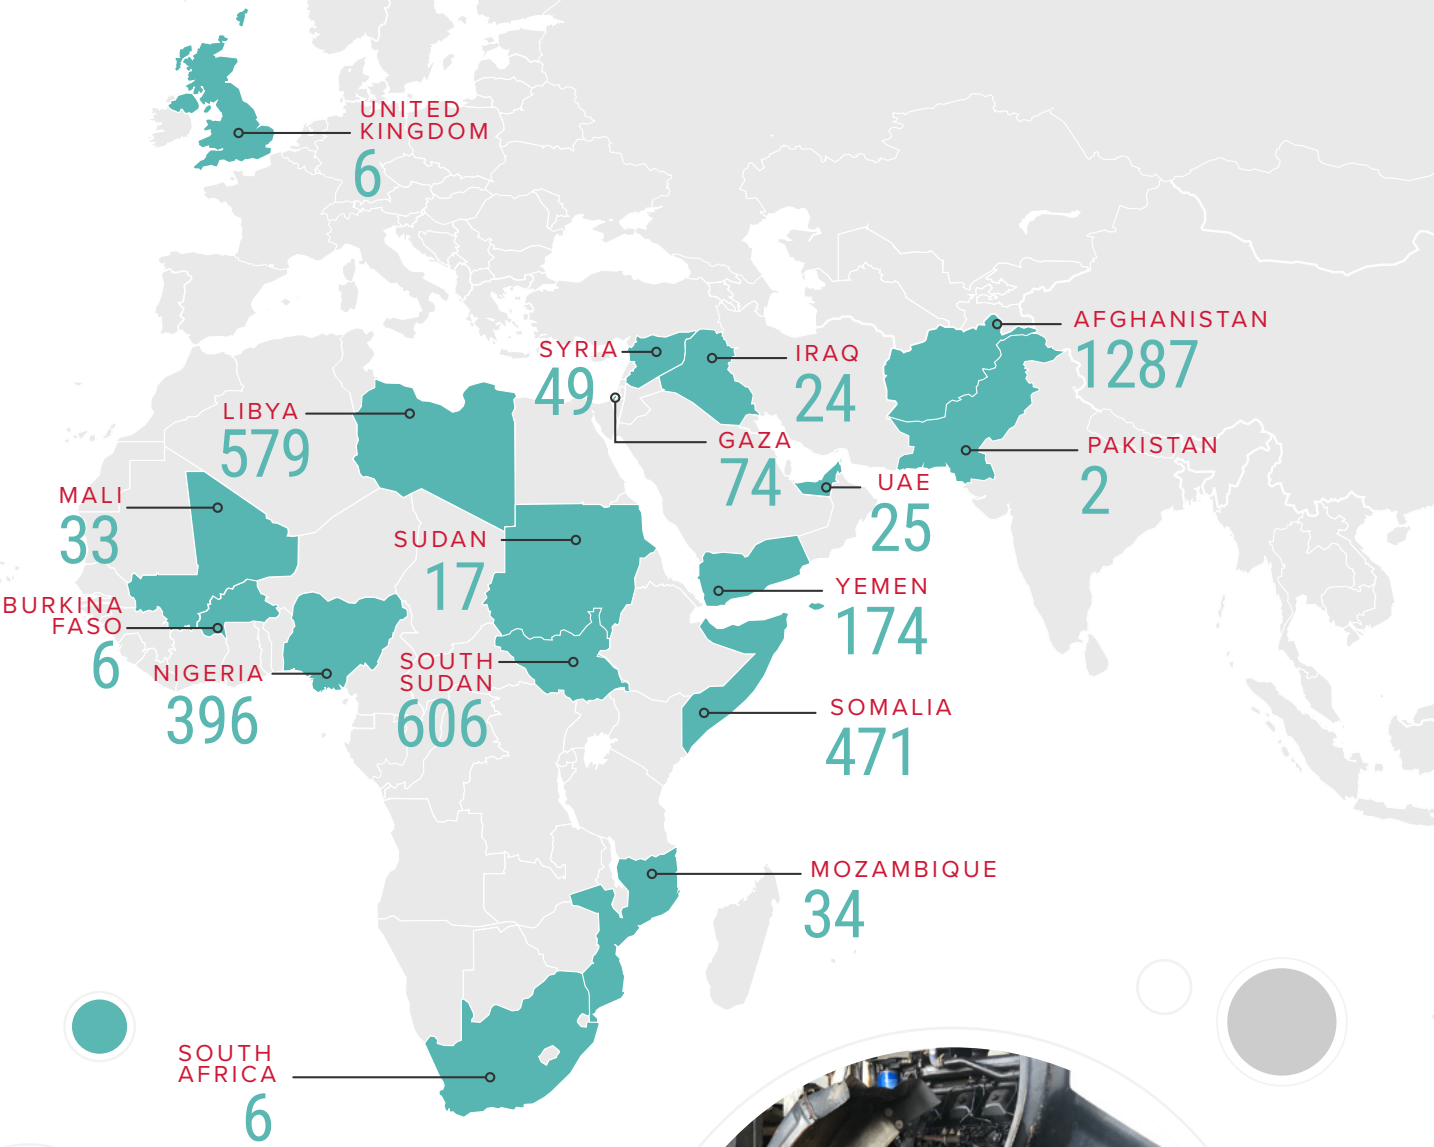 UNITED
KINGDOM
6
AFGHANISTAN
1287
SYRIA
49
IRAQ
24
LIBYA
579
GAZA
74
PAKISTAN
2
UAE
25
MALI
33
SUDAN
17
YEMEN
174
BURKINA
FASO
6
NIGERIA
396
SOUTH
SUDAN
606
SOMALIA
471
MOZAMBIQUE
34
SOUTH
AFRICA
6